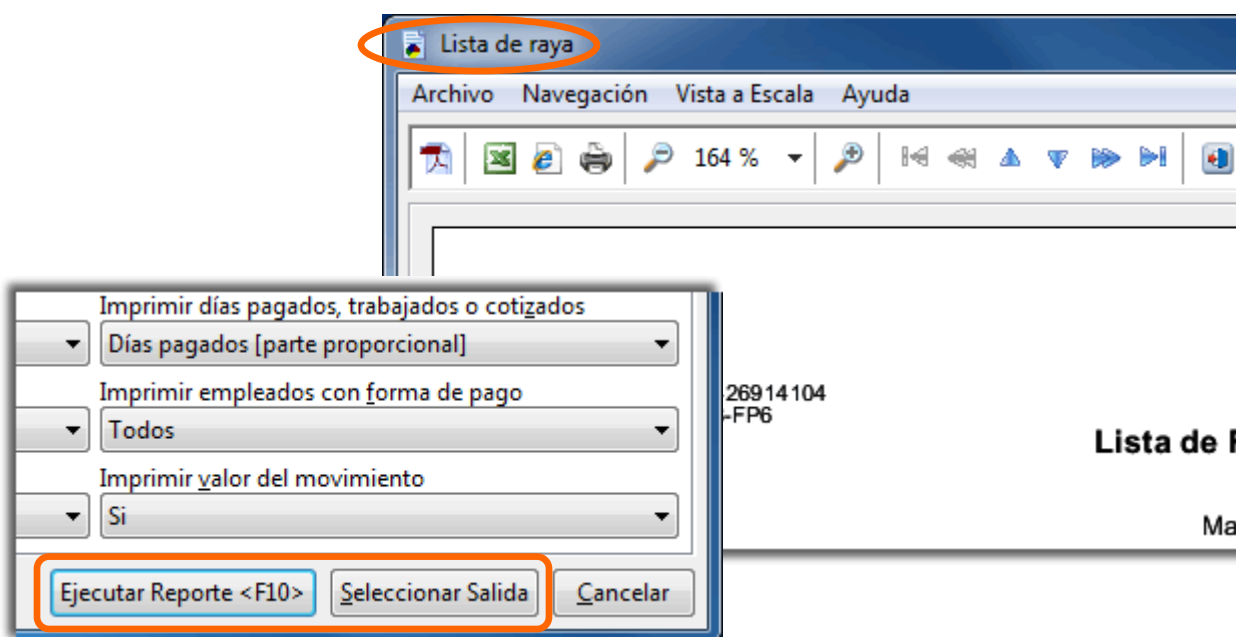 Lista de raya
Archivo Navegación Vista a Escala Ayuda
164 %
Imprimir días pagados, trabajados o cotizados
Días pagados [parte proporcional]
Imprimir empleados con forma de pago
Todos
Imprimir valor del movimiento
Si
Ejecutar Reporte <F10> Seleccionar Salida Cancelar
26914104
-FP6
Lista de
Ma